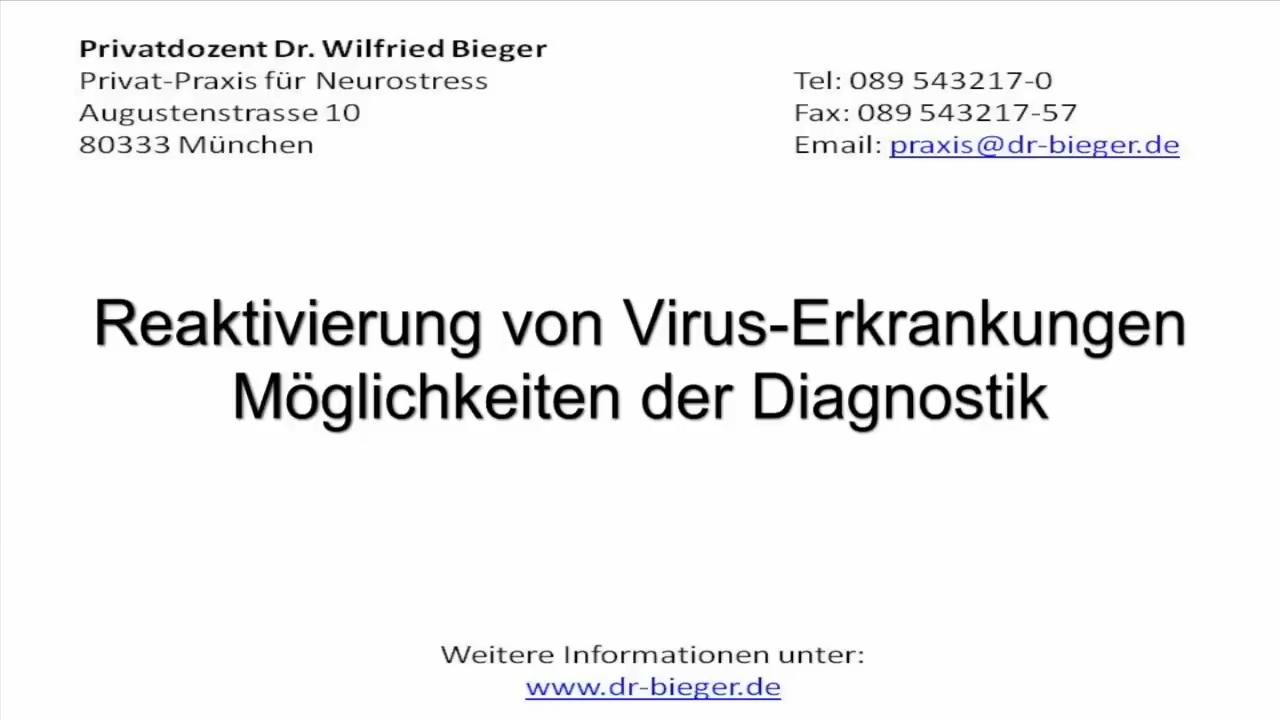 Privatdozent Dr. Wilfried Bieger
Privat-Praxis für Neurostress
Augustenstrasse 10
80333 München
Tel: 089 543217-0
Fax: 089 543217-57
Email: praxis@dr-bieger.de
Reaktivierung von Virus-Erkrankungen
Möglichkeiten der Diagnostik
Weitere Informationen unter:
www.dr-bieger.de